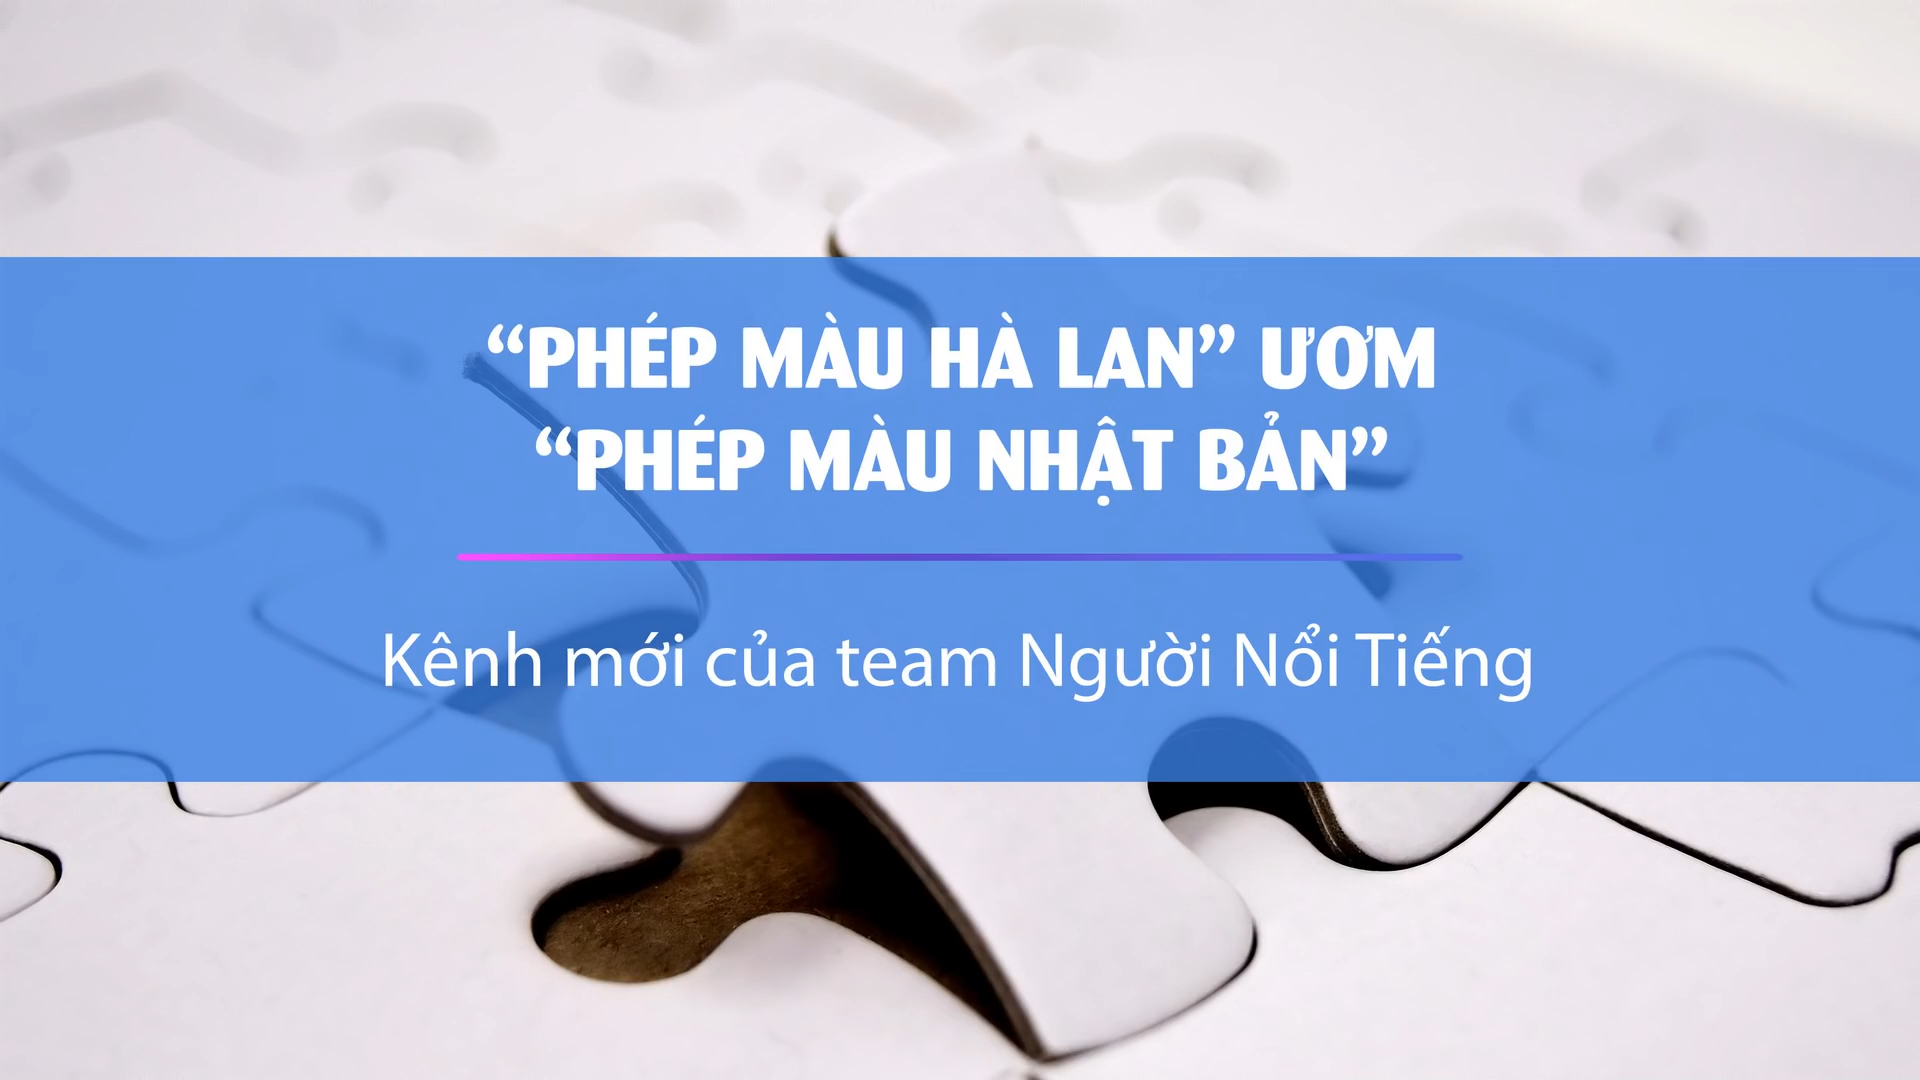 “PHÉP MÀU HÀ LAN” ƯƠM
“PHÉP MÀU NHẬT BẢN”
Kênh mới của team Người Nổi Tiếng